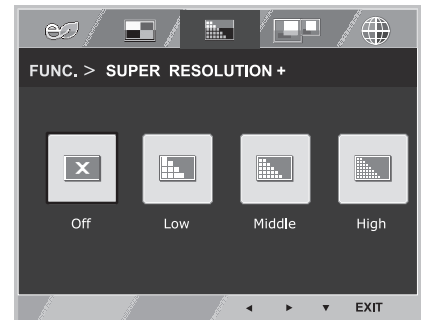 FUNC. > SUPER RESOLUTION +
Off Low Middle High
EXIT